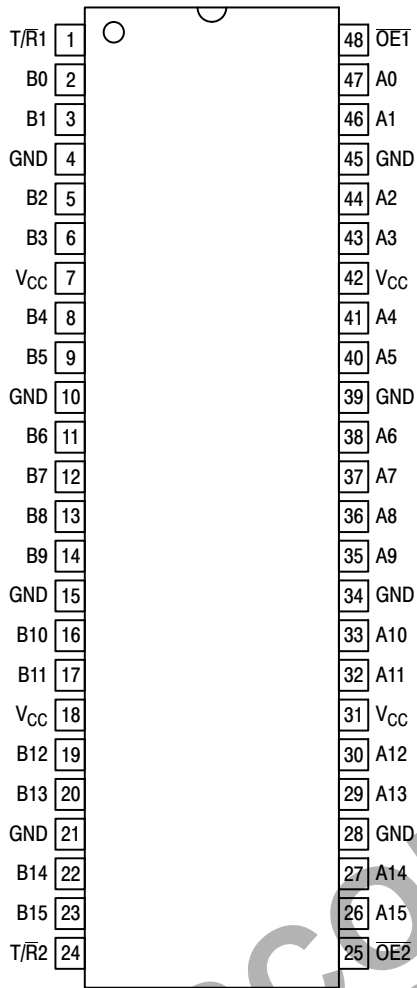 T/R̅1 1 48 O̅E̅1̅
B0 2 47 A0
B1 3 46 A1
GND 4 45 GND
B2 5 44 A2
B3 6 43 A3
VCC 7 42 VCC
B4 8 41 A4
B5 9 40 A5
GND 10 39 GND
B6 11 38 A6
B7 12 37 A7
B8 13 36 A8
B9 14 35 A9
GND 15 34 GND
B10 16 33 A10
B11 17 32 A11
VCC 18 31 VCC
B12 19 30 A12
B13 20 29 A13
GND 21 28 GND
B14 22 27 A14
B15 23 26 A15
T/R̅2 24 25 O̅E̅2̅